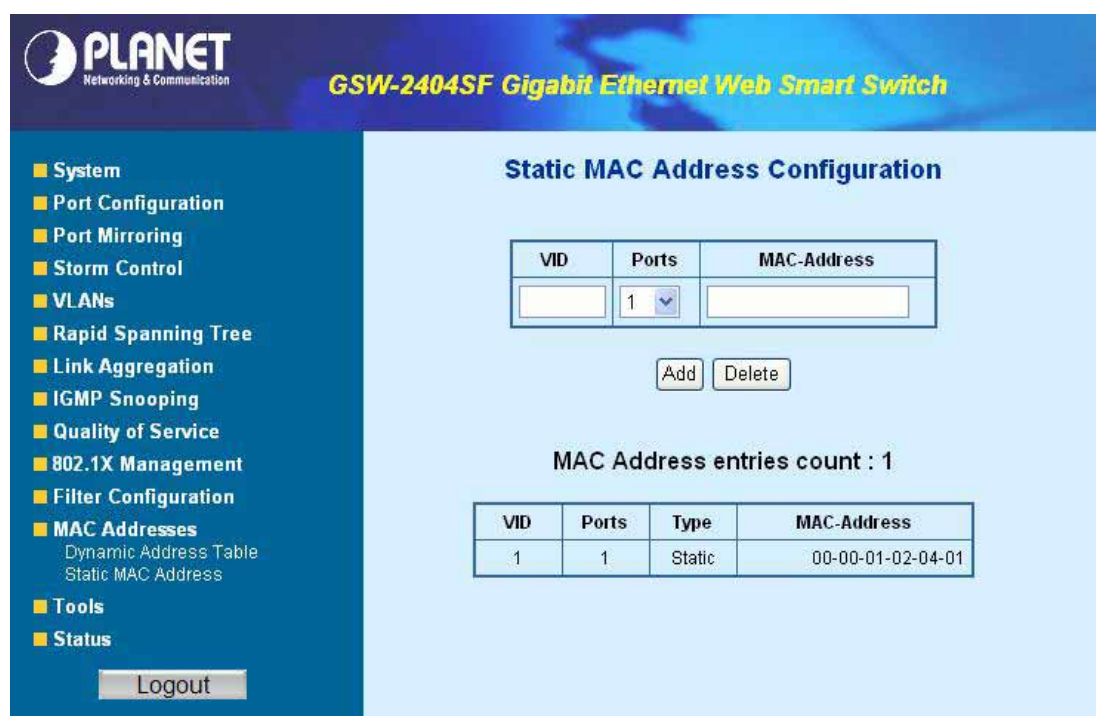 PLANET
Networking & Communication
GSW-2404SF Gigabit Ethernet Web Smart Switch
System
Port Configuration
Port Mirroring
Storm Control
VLANs
Rapid Spanning Tree
Link Aggregation
IGMP Snooping
Quality of Service
802.1X Management
Filter Configuration
MAC Addresses
Dynamic Address Table
Static MAC Address
Tools
Status
Logout
Static MAC Address Configuration
VID Ports MAC-Address
1
Add Delete
MAC Address entries count : 1
VID Ports Type MAC-Address
1 1 Static 00-00-01-02-04-01